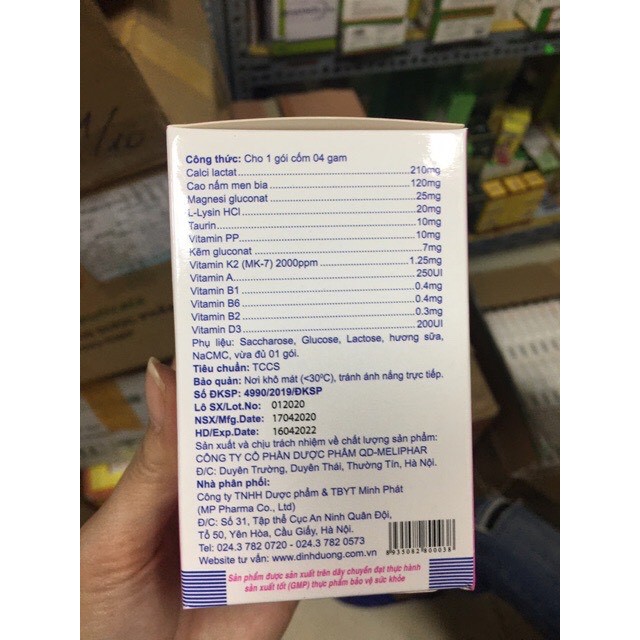 Công thức: Cho 1 gói cốm 04 gam
Calci lactat 210mg
Cao nấm men bia 120mg
Magnesi gluconat 25mg
L-Lysin HCl 20mg
Taurin 10mg
Vitamin PP 10mg
Kẽm gluconat 7mg
Vitamin K2 (MK-7) 2000ppm 1.25mg
Vitamin A 250UI
Vitamin B1 0.4mg
Vitamin B6 0.4mg
Vitamin B2 0.3mg
Vitamin D3 200UI
Phụ liệu: Saccharose, Glucose, Lactose, hương sữa,
NaCMC, vừa đủ 01 gói.
Tiêu chuẩn: TCCS
Bảo quản: Nơi khô mát (<30ºC), tránh ánh nắng trực tiếp.
Số ĐKSP: 4990/2019/ĐKSP
Lô SX/Lot.No: 012020
NSX/Mfg.Date: 17042020
HD/Exp.Date: 16042022
Sản xuất và chịu trách nhiệm về chất lượng sản phẩm:
CÔNG TY CỔ PHẦN DƯỢC PHẨM QD-MELIPHAR
Đ/C: Duyên Trường, Duyên Thái, Thường Tín, Hà Nội.
Nhà phân phối:
Công ty TNHH Dược phẩm & TBYT Minh Phát
(MP Pharma Co., Ltd)
Đ/C: Số 31, Tập thể Cục An Ninh Quân Đội,
Tổ 50, Yên Hòa, Cầu Giấy, Hà Nội.
Tel: 024.3 782 0720 - 024.3 782 0573
Website tư vấn: www.dinhduong.com.vn
8935082800038
Sản phẩm được sản xuất trên dây chuyền đạt thực hành
sản xuất tốt (GMP) thực phẩm bảo vệ sức khỏe